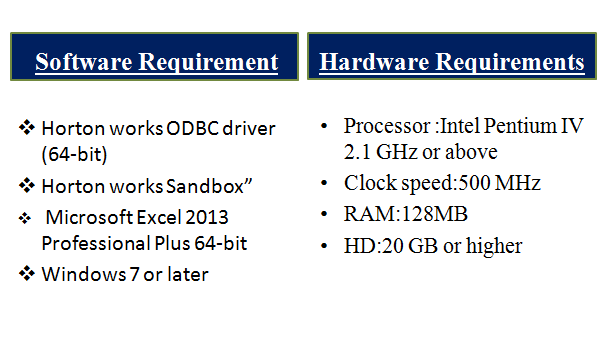 Software Requirement
❖ Horton works ODBC driver
(64-bit)
❖ Horton works Sandbox”
❖ Microsoft Excel 2013
Professional Plus 64-bit
❖ Windows 7 or later
Hardware Requirements
• Processor :Intel Pentium IV
2.1 GHz or above
• Clock speed:500 MHz
• RAM:128MB
• HD:20 GB or higher